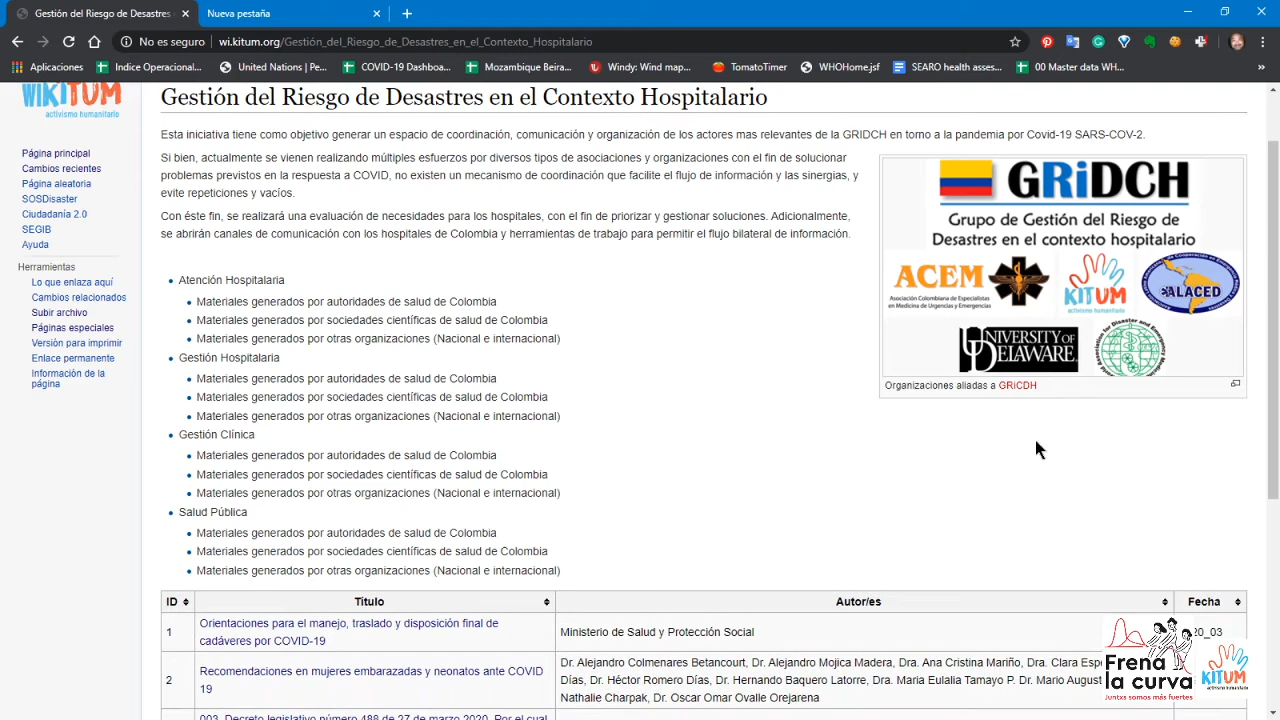 Gestión del Riesgo de Desastres
Nueva pestaña
No es seguro
wi.kitum.org/Gestión_del_Riesgo_de_Desastres_en_el_Contexto_Hospitalario
Aplicaciones
Indice Operacional...
United Nations | Pe...
COVID-19 Dashboa...
Mozambique Beira...
Windy: Wind map...
TomatoTimer
WHOHome.jsf
SEARO health asses...
00 Master data WH...
WIKITUM
activismo humanitario
Página principal
Cambios recientes
Página aleatoria
SOSDisaster
Ciudadanía 2.0
SEGIB
Ayuda
Herramientas
Lo que enlaza aquí
Cambios relacionados
Subir archivo
Páginas especiales
Versión para imprimir
Enlace permanente
Información de la
página
Gestión del Riesgo de Desastres en el Contexto Hospitalario
Esta iniciativa tiene como objetivo generar un espacio de coordinación, comunicación y organización de los actores mas relevantes de la GRIDCH en torno a la pandemia por Covid-19 SARS-COV-2.
Si bien, actualmente se vienen realizando múltiples esfuerzos por diversos tipos de asociaciones y organizaciones con el fin de solucionar
problemas previstos en la respuesta a COVID, no existen un mecanismo de coordinación que facilite el flujo de información y las sinergias, y
evite repeticiones y vacíos.
Con éste fin, se realizará una evaluación de necesidades para los hospitales, con el fin de priorizar y gestionar soluciones. Adicionalmente,
se abrirán canales de comunicación con los hospitales de Colombia y herramientas de trabajo para permitir el flujo bilateral de información.
GRiDCH
Grupo de Gestión del Riesgo de
Desastres en el contexto hospitalario
ACEM
Asociación Colombiana de Especialistas
en Medicina de Urgencias y Emergencias
KITUM
activismo humanitario
ALACED
UNIVERSITY OF
DELAWARE
Organizaciones aliadas a GRiCDH
Atención Hospitalaria
Materiales generados por autoridades de salud de Colombia
Materiales generados por sociedades científicas de salud de Colombia
Materiales generados por otras organizaciones (Nacional e internacional)
Gestión Hospitalaria
Materiales generados por autoridades de salud de Colombia
Materiales generados por sociedades científicas de salud de Colombia
Materiales generados por otras organizaciones (Nacional e internacional)
Gestión Clínica
Materiales generados por autoridades de salud de Colombia
Materiales generados por sociedades científicas de salud de Colombia
Materiales generados por otras organizaciones (Nacional e internacional)
Salud Pública
Materiales generados por autoridades de salud de Colombia
Materiales generados por sociedades científicas de salud de Colombia
Materiales generados por otras organizaciones (Nacional e internacional)
ID Título Autor/es Fecha
1 Orientaciones para el manejo, traslado y disposición final de
cadáveres por COVID-19
Ministerio de Salud y Protección Social
20_03
2 Recomendaciones en mujeres embarazadas y neonatos ante COVID
19
Dr. Alejandro Colmenares Betancourt, Dr. Alejandro Mojica Madera, Dra. Ana Cristina Mariño, Dra. Clara Esp
Días, Dr. Héctor Romero Días, Dr. Hernando Baquero Latorre, Dra. Maria Eulalia Tamayo P. Dr. Mario August
Nathalie Charpak, Dr. Oscar Omar Ovalle Orejarena
003. Decreto legislativo número 488 de 27 de marzo 2020. Por el cual
Frena
la curva
Juntxs somos más fuertes
KITUM
activismo humanitario